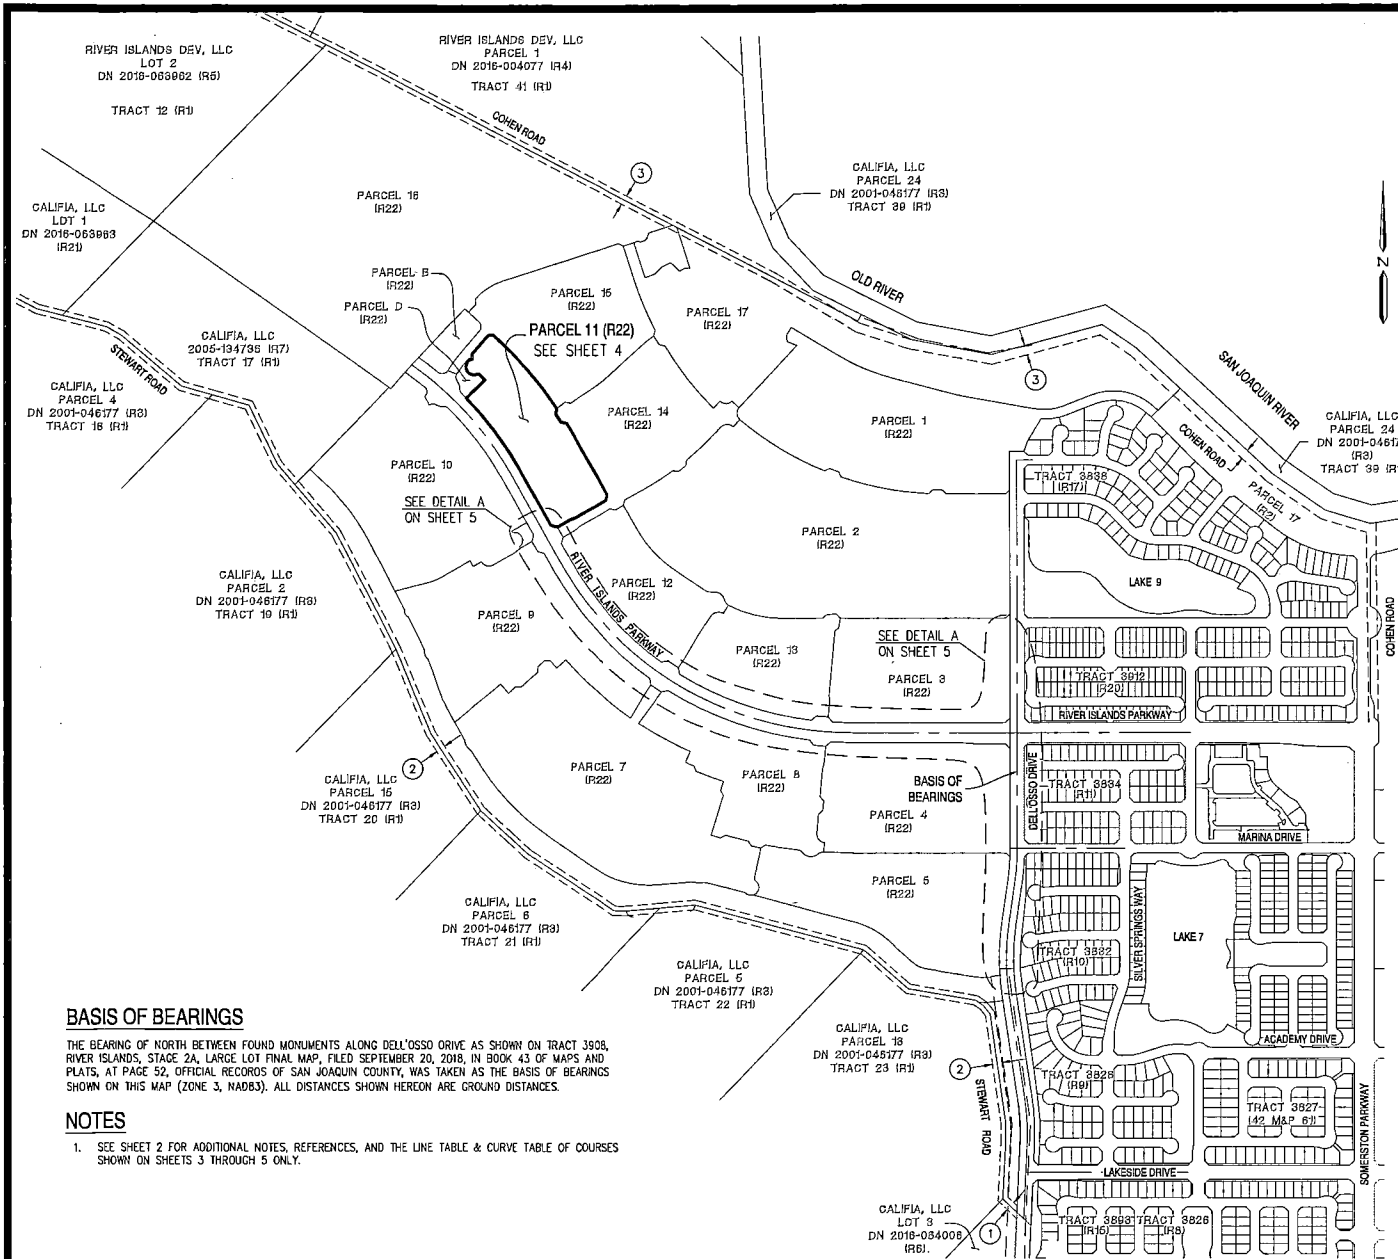 RIVER ISLANDS DEV, LLC
LOT 2
DN 2016-063962 (R5)
TRACT 12 (R1)
RIVER ISLANDS DEV, LLC
PARCEL 1
DN 2016-004077 (R4)
TRACT 41 (R1)
COHEN ROAD
3
CALIFIA, LLC
PARCEL 24
DN 2001-046177 (R3)
TRACT 39 (R1)
CALIFIA, LLC
LOT 1
DN 2016-063963
(R21)
PARCEL 16
(R22)
N
PARCEL B
(R22)
PARCEL D
(R22)
PARCEL 15
(R22)
PARCEL 11 (R22)
SEE SHEET 4
PARCEL 17
(R22)
OLD RIVER
3
SAN JOAQUIN RIVER
CALIFIA, LLC
2005-134735 (R7)
TRACT 17 (R1)
STEWART ROAD
CALIFIA, LLC
PARCEL 4
DN 2001-046177 (R3)
TRACT 18 (R1)
PARCEL 14
(R22)
PARCEL 1
(R22)
CALIFIA, LLC
PARCEL 24
DN 2001-04617
(R3)
TRACT 39 (R
COHEN ROAD
PARCEL 17
(R2)
TRACT 3838
(R17)
PARCEL 10
(R22)
SEE DETAIL A
ON SHEET 5
PARCEL 2
(R22)
LAKE 9
RIVER ISLANDS PARKWAY
CALIFIA, LLC
PARCEL 2
DN 2001-046177 (R3)
TRACT 19 (R1)
PARCEL 12
(R22)
COHEN ROAD
PARCEL 9
(R22)
SEE DETAIL A
ON SHEET 5
PARCEL 13
(R22)
PARCEL 3
(R22)
TRACT 3912
(R20)
RIVER ISLANDS PARKWAY
2
CALIFIA, LLC
PARCEL 15
DN 2001-046177 (R3)
TRACT 20 (R1)
PARCEL 7
(R22)
PARCEL 8
(R22)
BASIS OF
BEARINGS
DELL'OSSO DRIVE
TRACT 3834
(R11)
PARCEL 4
(R22)
MARINA DRIVE
PARCEL 5
(R22)
CALIFIA, LLC
PARCEL 6
DN 2001-046177 (R3)
TRACT 21 (R1)
SILVER SPRINGS WAY
LAKE 7
TRACT 3832
(R10)
CALIFIA, LLC
PARCEL 5
DN 2001-046177 (R3)
TRACT 22 (R1)
BASIS OF BEARINGS
THE BEARING OF NORTH BETWEEN FOUND MONUMENTS ALONG DELL'OSSO DRIVE AS SHOWN ON TRACT 3908,
RIVER ISLANDS, STAGE 2A, LARGE LOT FINAL MAP, FILED SEPTEMBER 20, 2018, IN BOOK 43 OF MAPS AND
PLATS, AT PAGE 52, OFFICIAL RECORDS OF SAN JOAQUIN COUNTY, WAS TAKEN AS THE BASIS OF BEARINGS
SHOWN ON THIS MAP (ZONE 3, NAD83). ALL DISTANCES SHOWN HEREON ARE GROUND DISTANCES.
CALIFIA, LLC
PARCEL 18
DN 2001-046177 (R3)
TRACT 23 (R1)
2
STEWART ROAD
ACADEMY DRIVE
TRACT 3828
(R9)
TRACT 3827
(42 M&P 61)
SOMERSTON PARKWAY
NOTES
1. SEE SHEET 2 FOR ADDITIONAL NOTES, REFERENCES, AND THE LINE TABLE & CURVE TABLE OF COURSES
SHOWN ON SHEETS 3 THROUGH 5 ONLY.
LAKESIDE DRIVE
CALIFIA, LLC
LOT 3
DN 2016-064006
(R6).
1
TRACT 3893
(R15)
TRACT 3826
(R8)